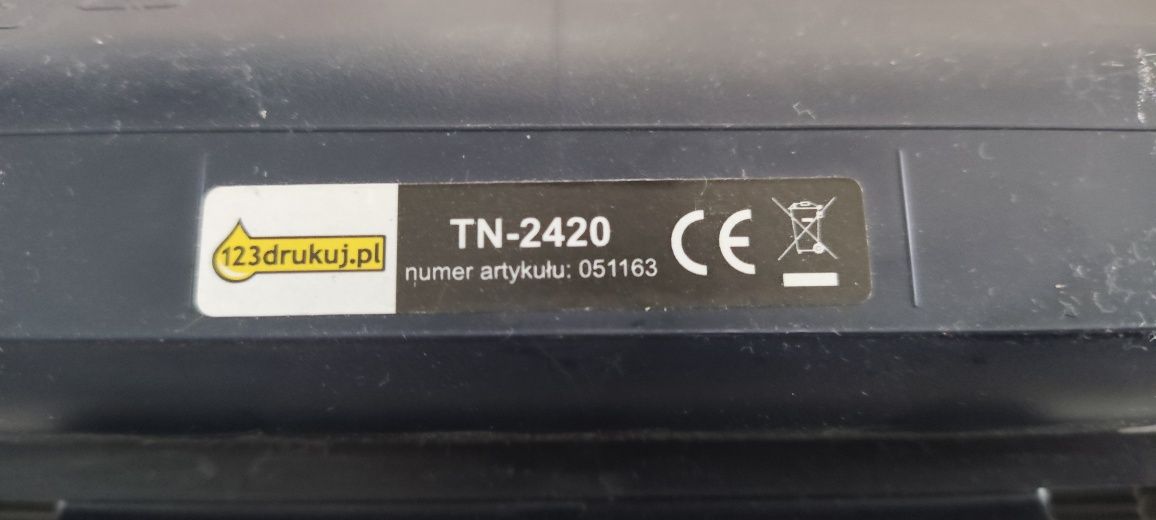 123drukuj.pl
TN-2420
numer artykułu: 051163
CE